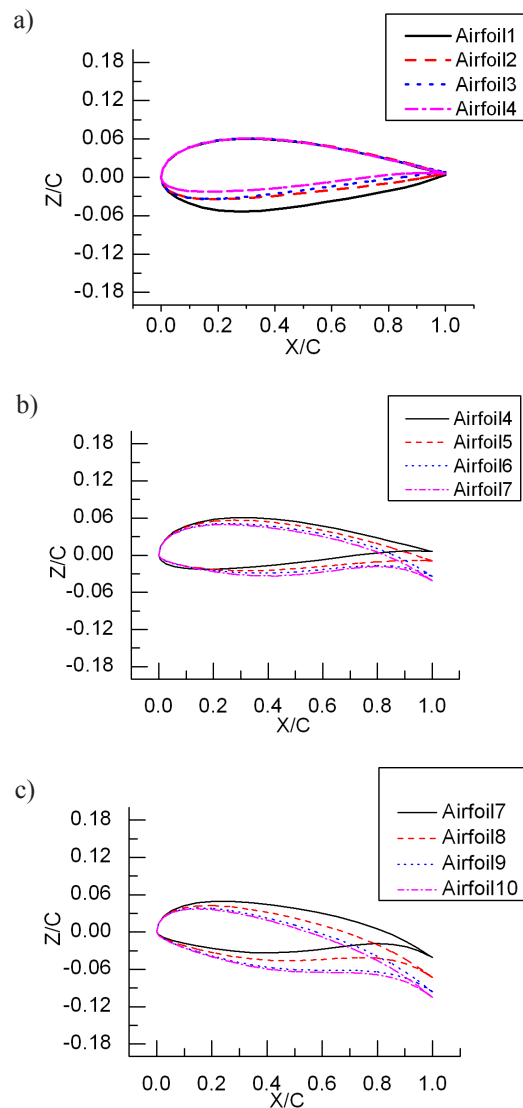 a)
Airfoil1
Airfoil2
Airfoil3
Airfoil4
0.18
0.12
0.06
0.00
-0.06
-0.12
-0.18
Z/C
0.0 0.2 0.4 0.6 0.8 1.0
X/C
b)
Airfoil4
Airfoil5
Airfoil6
Airfoil7
0.18
0.12
0.06
0.00
-0.06
-0.12
-0.18
Z/C
0.0 0.2 0.4 0.6 0.8 1.0
X/C
c)
Airfoil7
Airfoil8
Airfoil9
Airfoil10
0.18
0.12
0.06
0.00
-0.06
-0.12
-0.18
Z/C
0.0 0.2 0.4 0.6 0.8 1.0
X/C